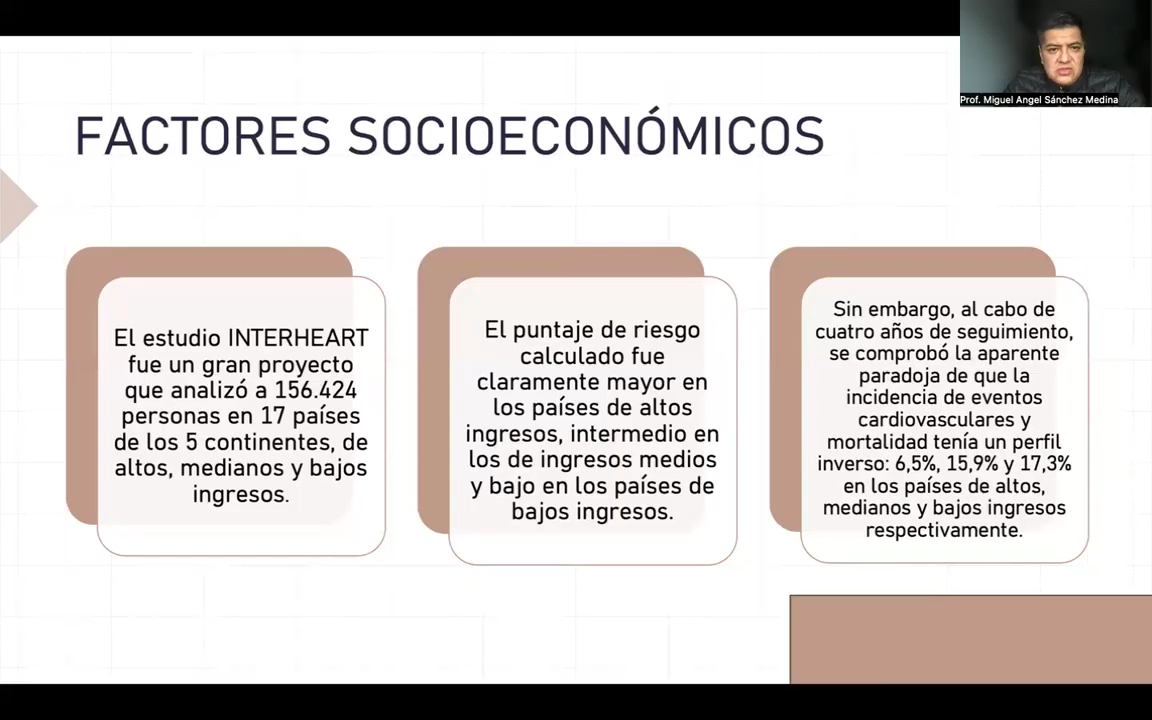 Prof. Miguel Angel Sánchez Medina
FACTORES SOCIOECONÓMICOS
El estudio INTERHEART
fue un gran proyecto
que analizó a 156.424
personas en 17 países
de los 5 continentes, de
altos, medianos y bajos
ingresos.
El puntaje de riesgo
calculado fue
claramente mayor en
los países de altos
ingresos, intermedio en
los de ingresos medios
y bajo en los países de
bajos ingresos.
Sin embargo, al cabo de
cuatro años de seguimiento,
se comprobó la aparente
paradoja de que la
incidencia de eventos
cardiovasculares y
mortalidad tenía un perfil
inverso: 6,5%, 15,9% y 17,3%
en los países de altos,
medianos y bajos ingresos
respectivamente.